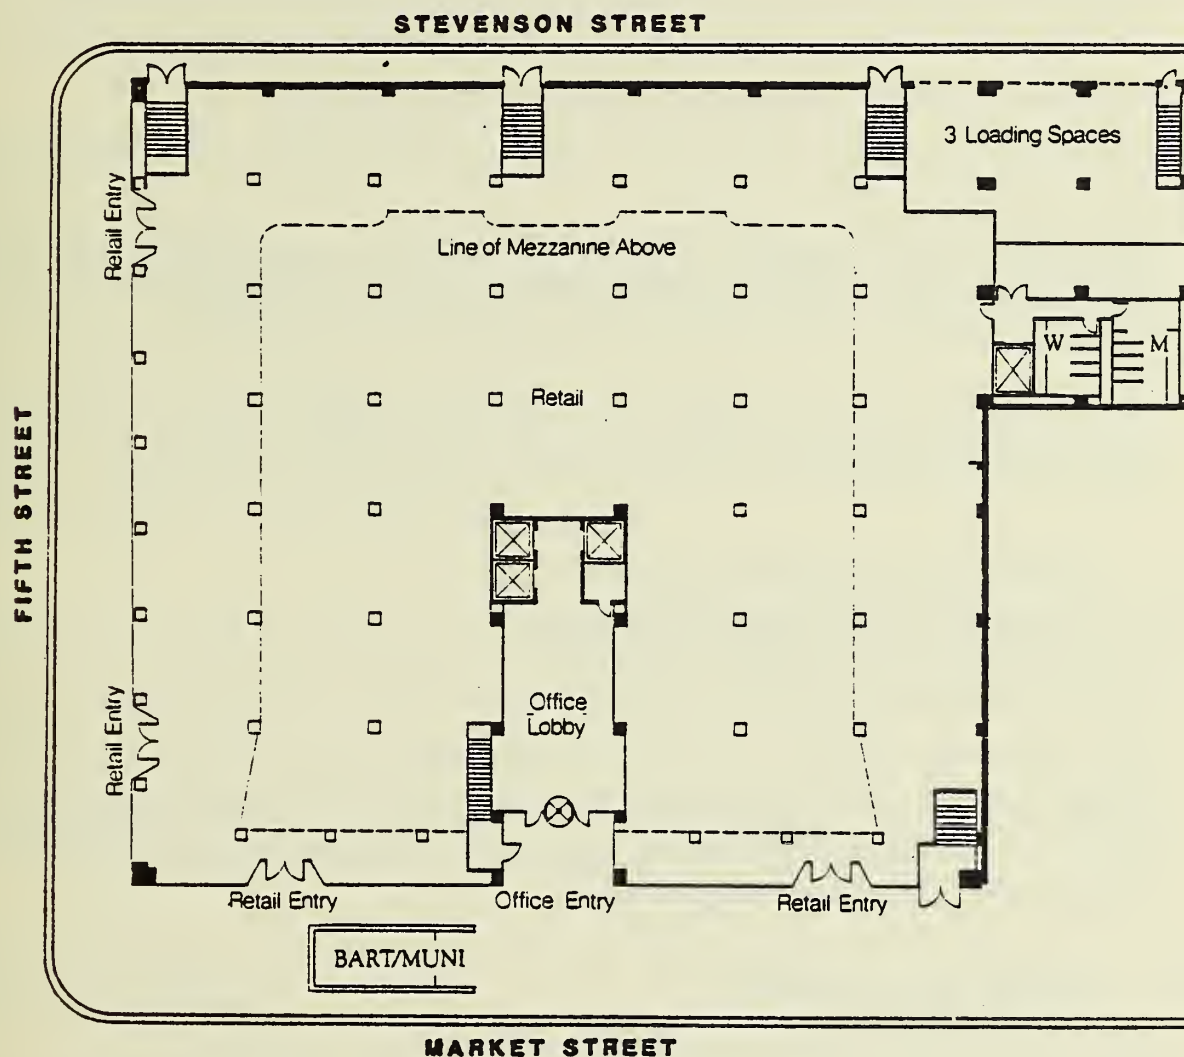 STEVENSON STREET
3 Loading Spaces
Retail Entry
Line of Mezzanine Above
W
M
Retail
FIFTH STREET
Retail Entry
Office
Lobby
Retail Entry
Office Entry
Retail Entry
BART/MUNI
MARKET STREET